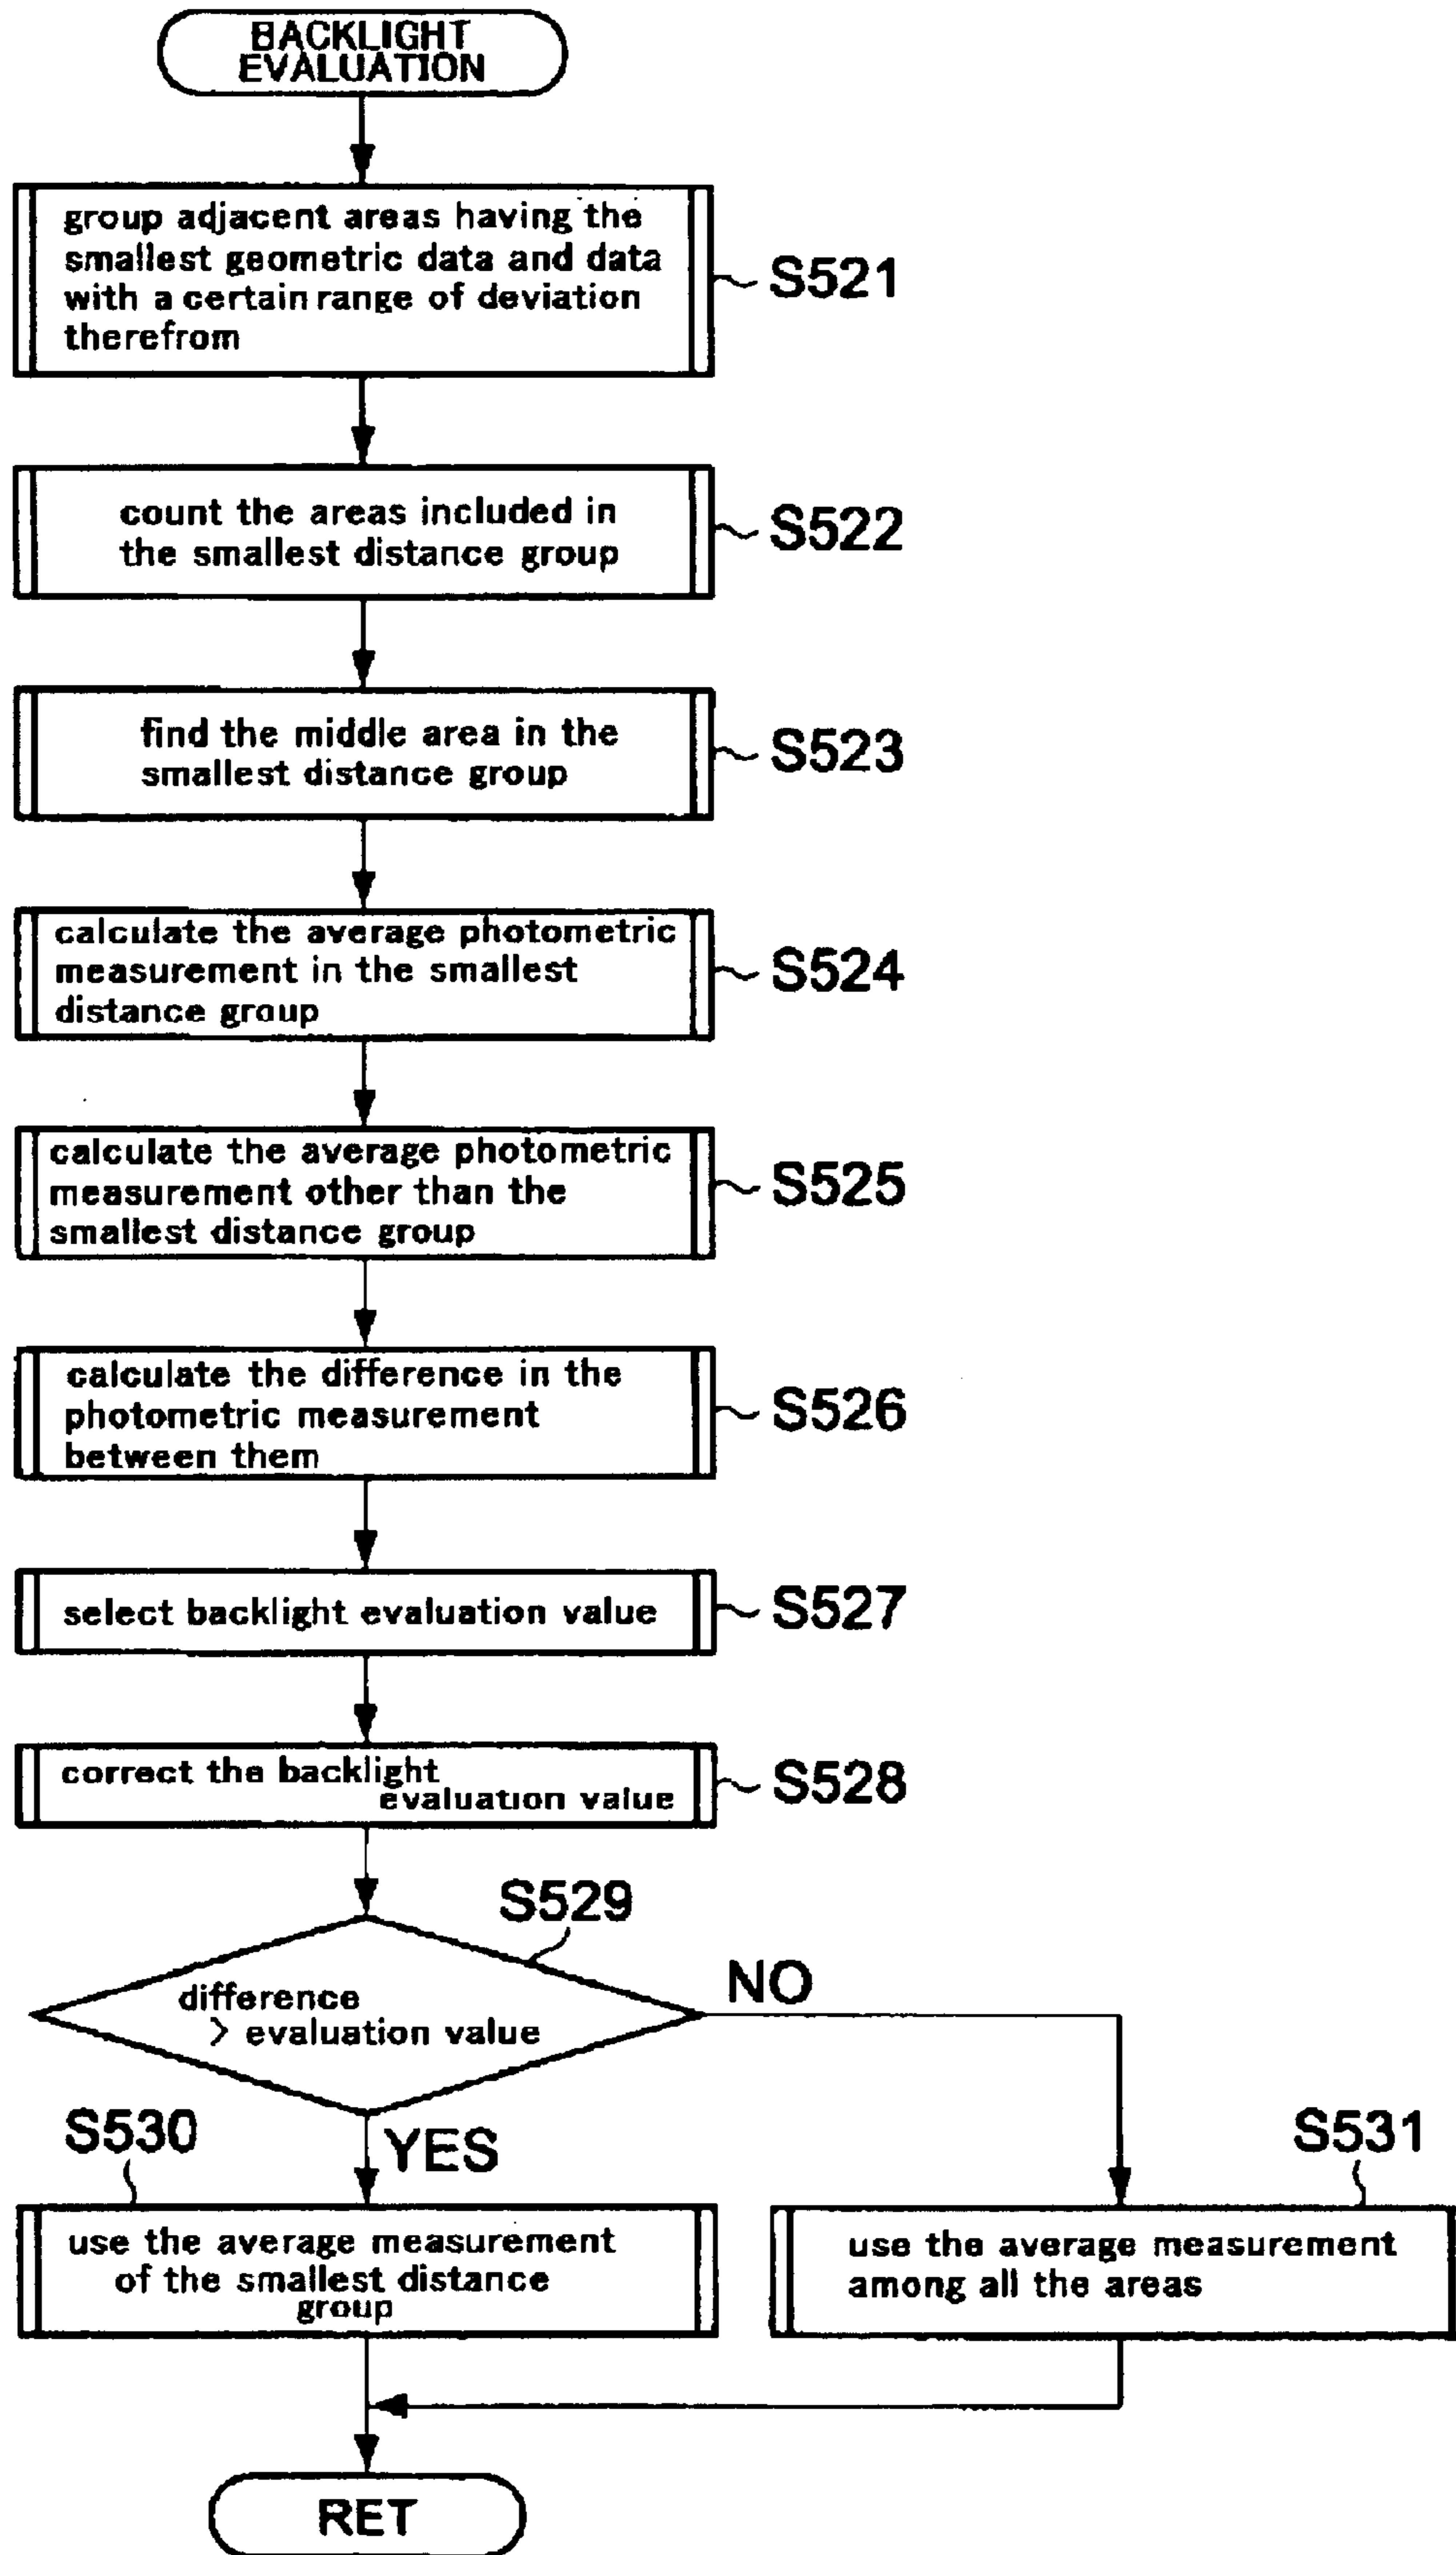 BACKLIGHT
EVALUATION
group adjacent areas having the
smallest geometric data and data
with a certain range of deviation
therefrom
S521
count the areas included in
the smallest distance group
S522
find the middle area in the
smallest distance group
S523
calculate the average photometric
measurement in the smallest
distance group
S524
calculate the average photometric
measurement other than the
smallest distance group
S525
calculate the difference in the
photometric measurement
between them
S526
select backlight evaluation value
S527
correct the backlight
evaluation value
S528
S529
difference
> evaluation value
NO
YES
S530
use the average measurement
of the smallest distance
group
S531
use the average measurement
among all the areas
RET